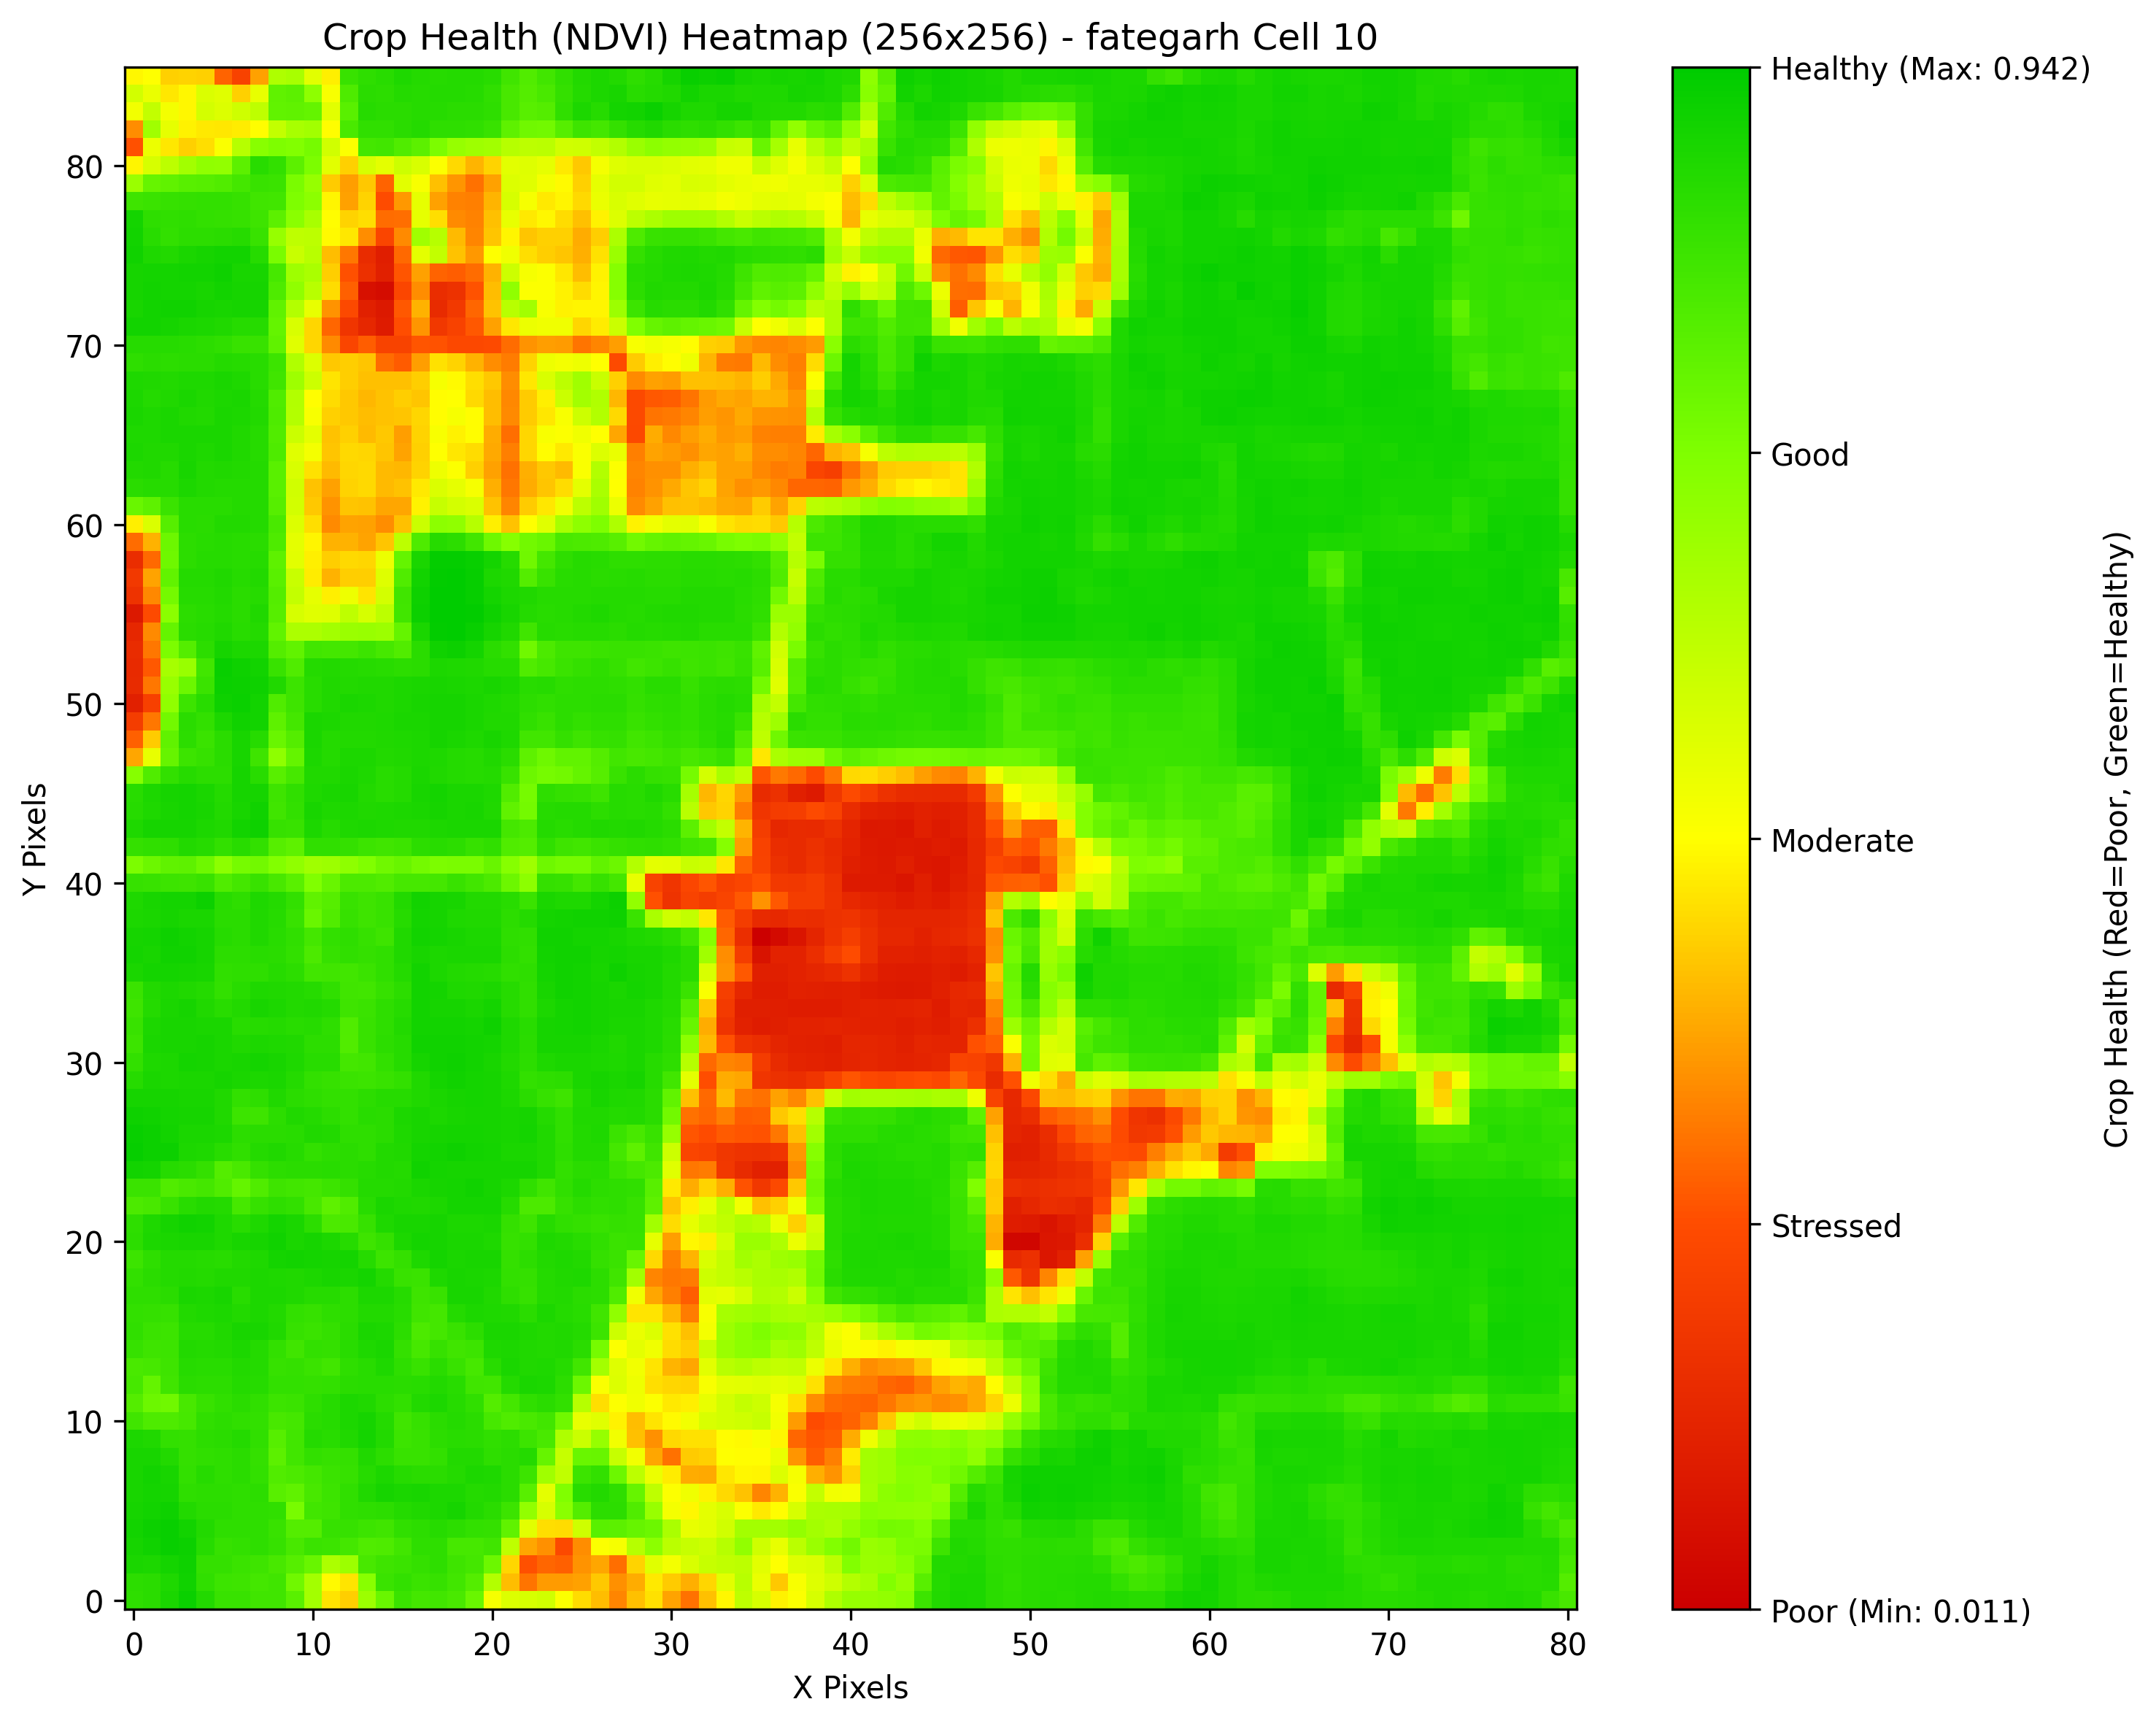 Crop Health (NDVI) Heatmap (256x256) - fategarh Cell 10
Healthy (Max: 0.942)
Good
Moderate
Stressed
Poor (Min: 0.011)
Crop Health (Red=Poor, Green=Healthy)
Y Pixels
80
70
60
50
40
30
20
10
0
0 10 20 30 40 50 60 70 80
X Pixels